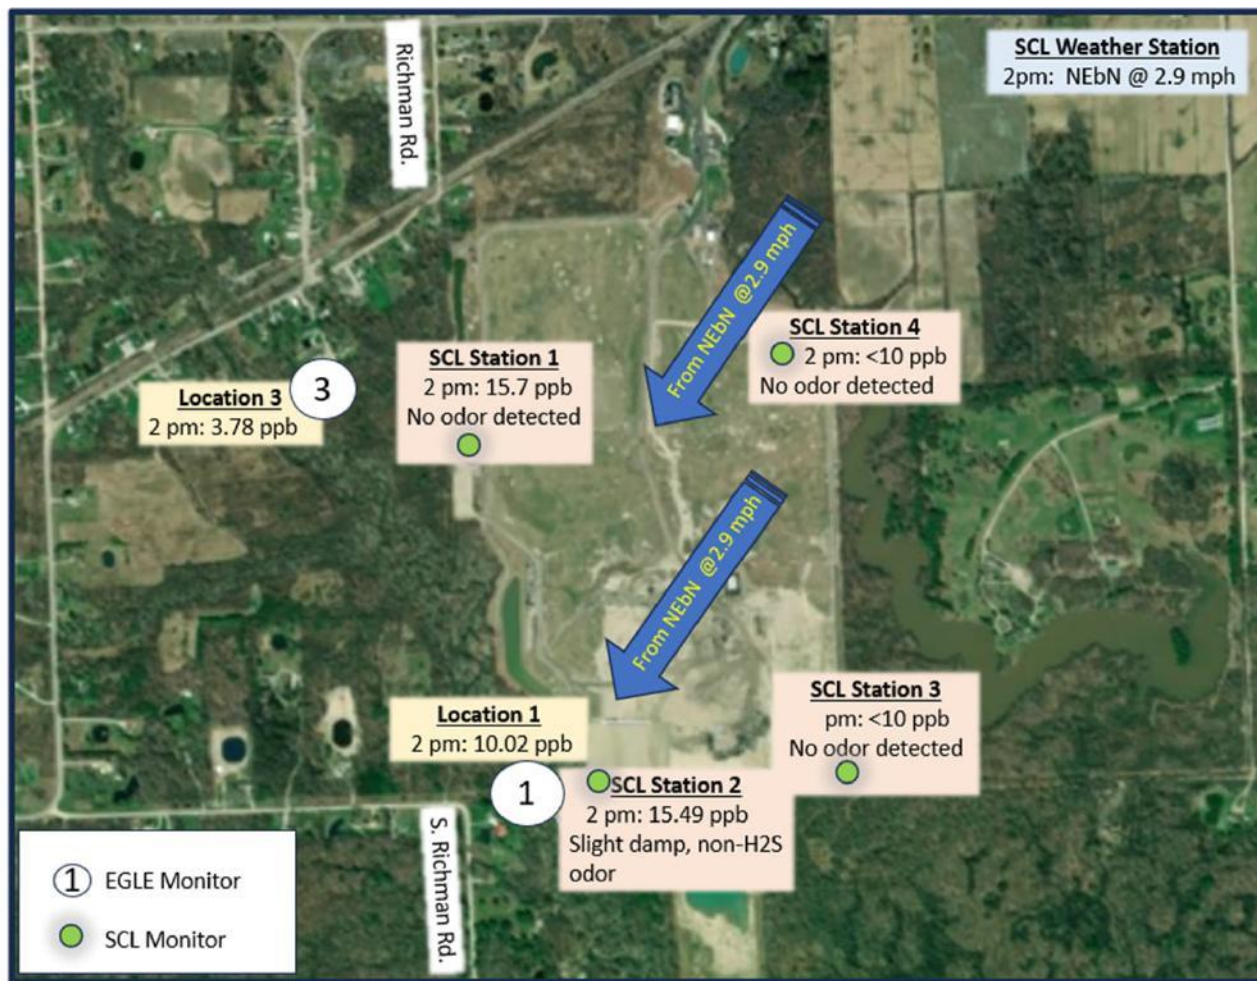 Richman Rd.
SCL Weather Station
2pm: NEbN @ 2.9 mph
From NEbN @2.9 mph
SCL Station 4
2 pm: <10 ppb
No odor detected
SCL Station 1
2 pm: 15.7 ppb
No odor detected
3
Location 3
2 pm: 3.78 ppb
From NEbN @2.9 mph
SCL Station 3
pm: <10 ppb
No odor detected
Location 1
2 pm: 10.02 ppb
1
SCL Station 2
2 pm: 15.49 ppb
Slight damp, non-H2S
odor
S. Richman Rd.
1 EGLE Monitor
SCL Monitor